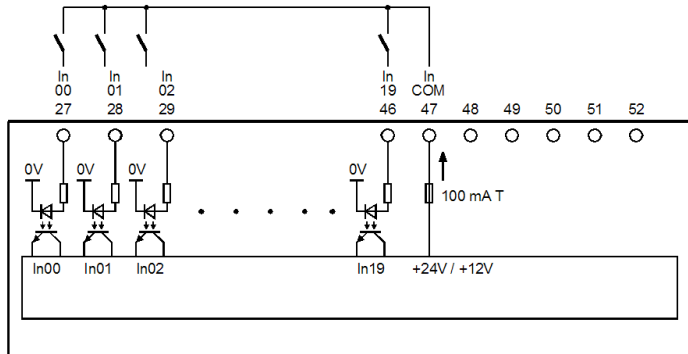 In In In In In
00 01 02 19 COM
27 28 29 46 47 48 49 50 51 52
0V 0V 0V 0V
100 mA T
In00 In01 In02 In19 +24V / +12V